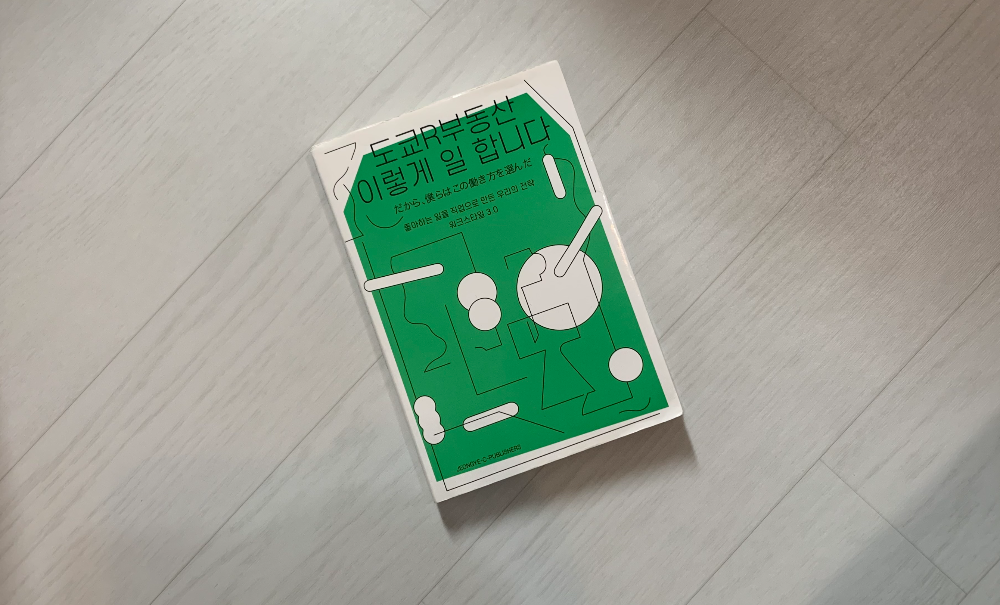 도쿄R부동산
이렇게 일 합니다
だから、僕らはこの働き方を選んだ
좋아하는 일을 직업으로 만든 우리의 전략
워크스타일 3.0
JEONGYE-C-PUBLISHERS